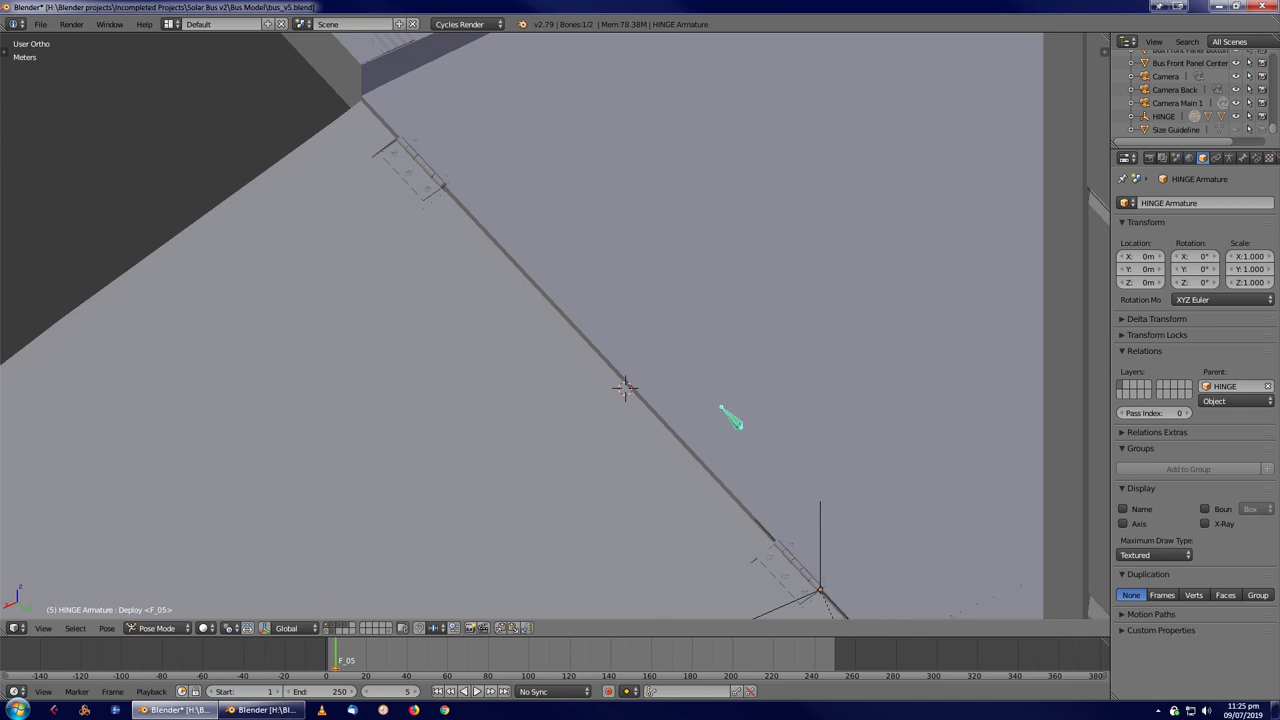 Blender* [H:\Blender projects\Incompleted Projects\Solar Bus v2\Bus Model\bus_v5.blend]
File Render Window Help Default Scene Cycles Render v2.79 | Bones:1/2 | Mem:78.38M | HINGE Armature
User Ortho
Meters
View Search All Scenes
Bus Front Panel Bottom
Bus Front Panel Center
Camera
Camera Back
Camera Main 1
HINGE
Size Guideline
HINGE Armature
HINGE Armature
Transform
Location: Rotation: Scale:
X: 0m X: 0° X:1.000
Y: 0m Y: 0° Y:1.000
Z: 0m Z: 0° Z:1.000
Rotation Mo XYZ Euler
Delta Transform
Transform Locks
Relations
Layers: Parent:
HINGE
Object
Pass Index: 0
Relations Extras
Groups
Add to Group
Display
Name Boun Box
Axis X-Ray
Maximum Draw Type:
Textured
Duplication
None Frames Verts Faces Group
Motion Paths
Custom Properties
z
(5) HINGE Armature : Deploy <F_05>
View Select Pose Pose Mode Global
F_05
-140 -120 -100 -80 -60 -40 -20 0 20 40 60 80 100 120 140 160 180 200 220 240 260 280 300 320 340 360 380
View Marker Frame Playback Start: 1 End: 250 5 No Sync
Blender* [H:\B... Blender [H:\Bl...
11:25 pm
09/07/2019